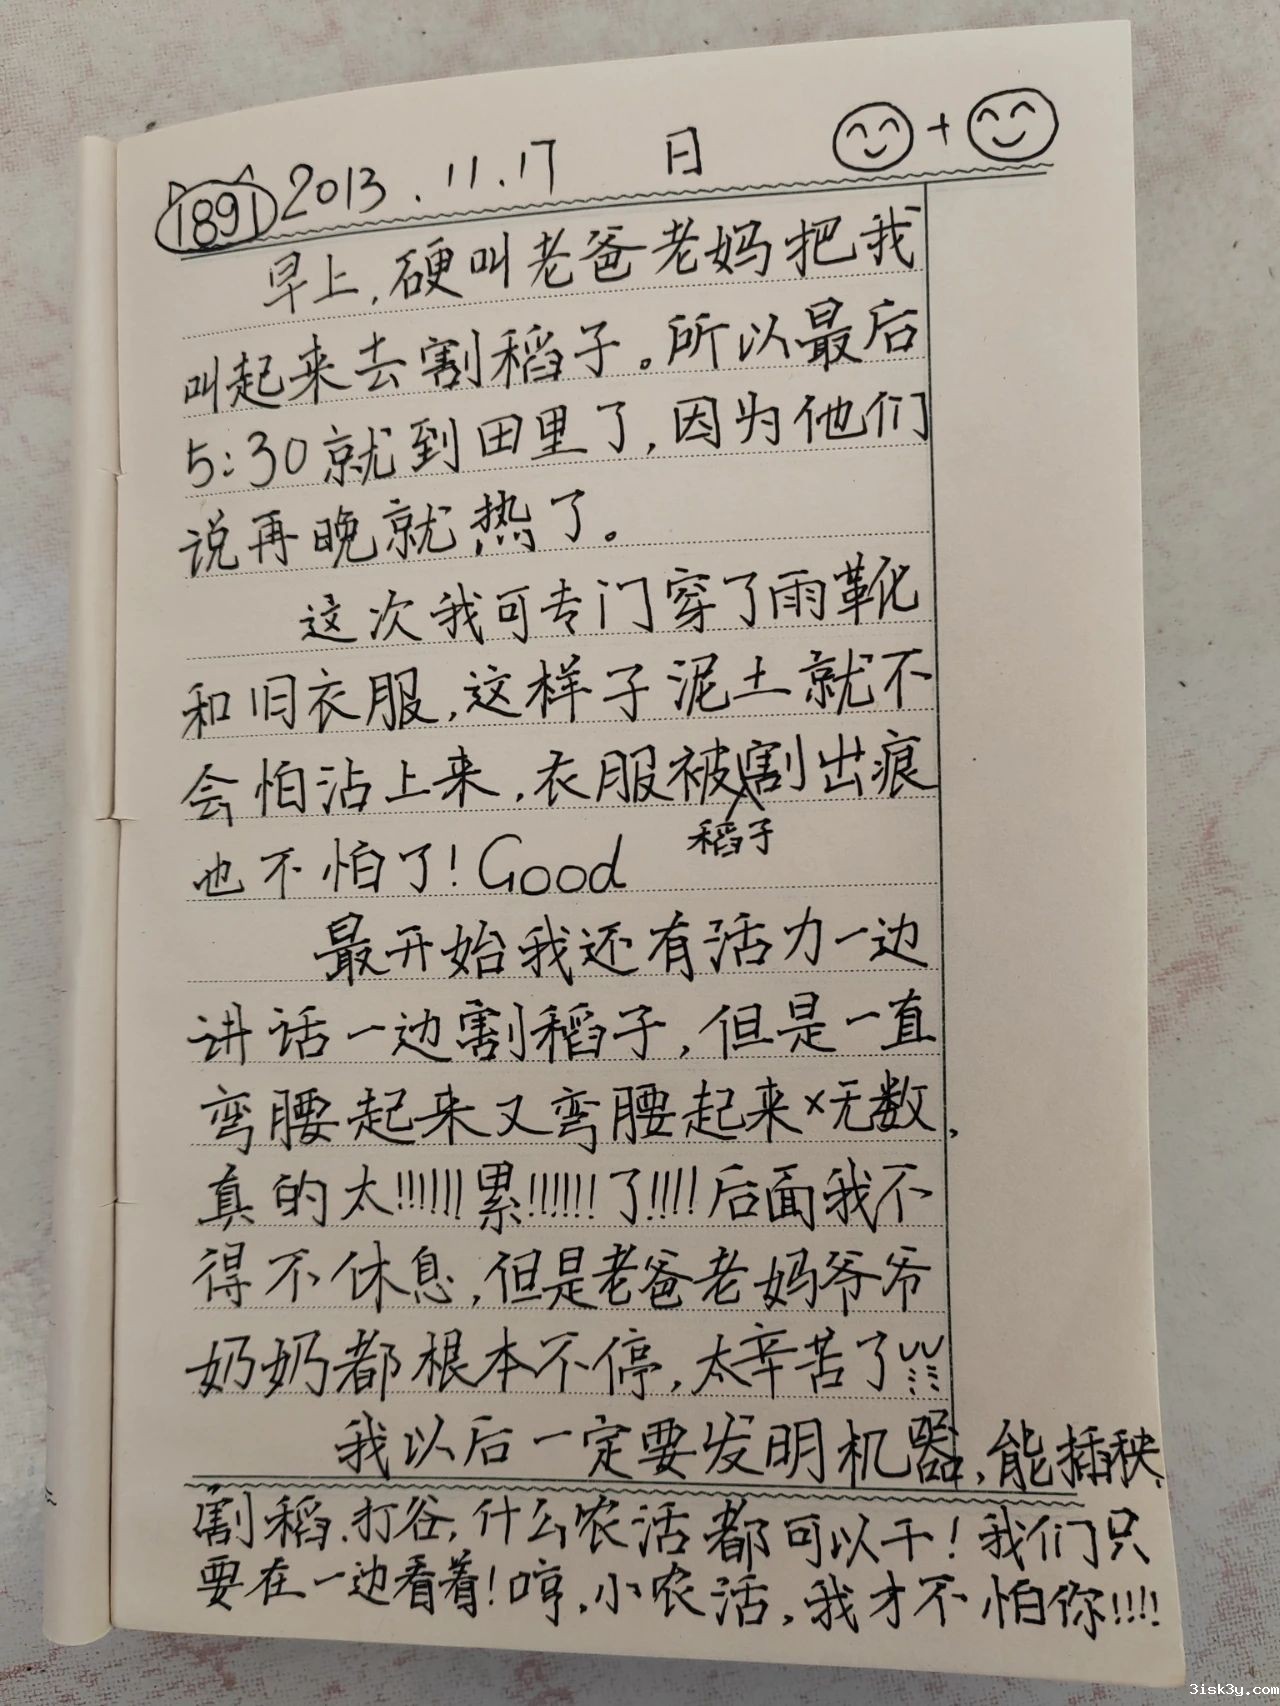 1891 2013.11.17 日 +
早上,硬叫老爸老妈把我
叫起来去割稻子。所以最后
5:30就到田里了,因为他们
说再晚就热了。
这次我可专门穿了雨靴
和旧衣服,这样子泥土就不
会怕沾上来,衣服被割出痕
稻子
也不怕了!Good
最开始我还有活力一边
讲话一边割稻子,但是一直
弯腰起来又弯腰起来×无数,
真的太!!!!!!累!!!!!!了!!!!后面我不
得不休息,但是老爸老妈爷爷
奶奶都根本不停,太辛苦了
我以后一定要发明机器,能插秧、
割稻、打谷,什么农活都可以干!我们只
要在一边看着!哼,小农活,我才不怕你!!!!
3isk3y.com